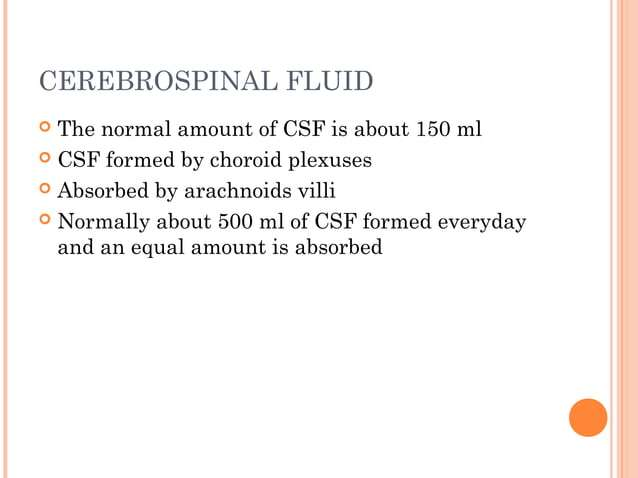 CEREBROSPINAL FLUID
The normal amount of CSF is about 150 ml
CSF formed by choroid plexuses
Absorbed by arachnoids villi
Normally about 500 ml of CSF formed everyday
and an equal amount is absorbed